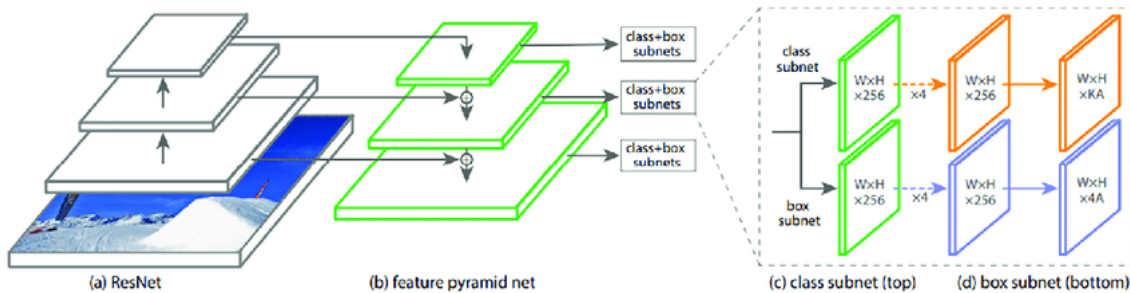 class+box
subnets
class+box
subnets
class+box
subnets
class
subnet
box
subnet
W×H
×256
×4
W×H
×256
W×H
×KA
W×H
×256
×4
W×H
×256
W×H
×4A
(a) ResNet
(b) feature pyramid net
(c) class subnet (top)
(d) box subnet (bottom)